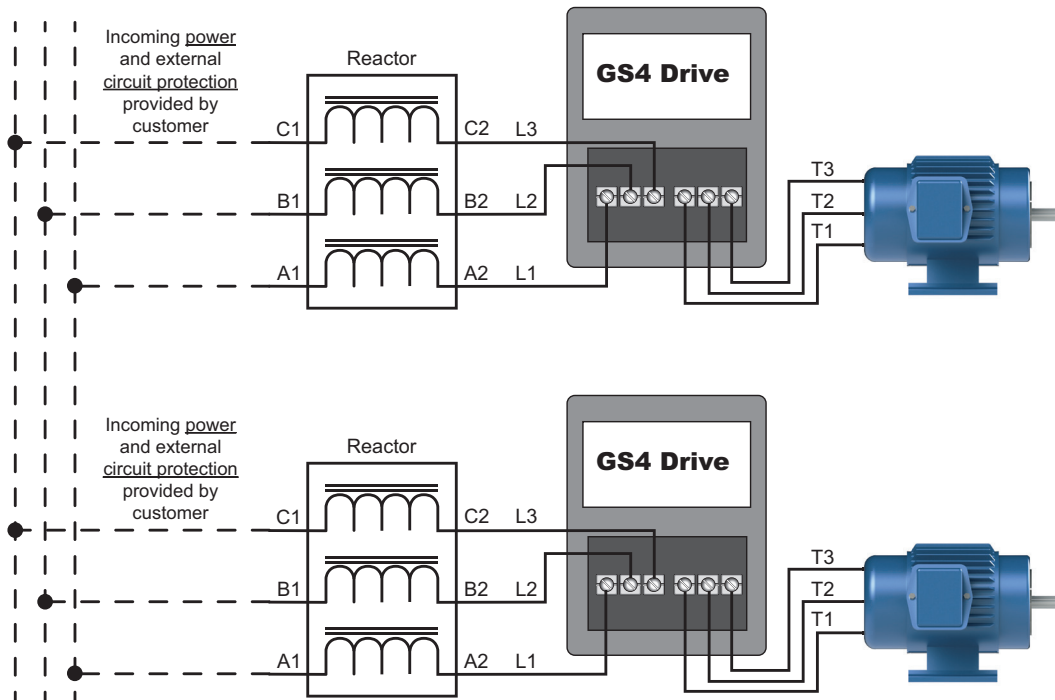 Incoming power
and external
circuit protection
provided by
customer
Reactor
GS4 Drive
C1
C2
L3
B1
B2
L2
A1
A2
L1
T3
T2
T1
Incoming power
and external
circuit protection
provided by
customer
Reactor
GS4 Drive
C1
C2
L3
B1
B2
L2
A1
A2
L1
T3
T2
T1